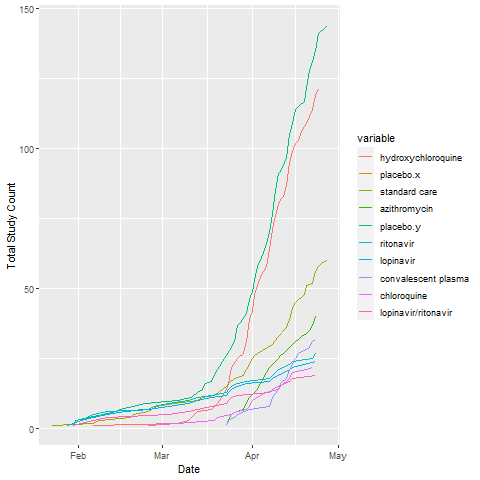 150
100
50
0
Total Study Count
Feb
Mar
Apr
May
Date
variable
hydroxychloroquine
placebo.x
standard care
azithromycin
placebo.y
ritonavir
lopinavir
convalescent plasma
chloroquine
lopinavir/ritonavir